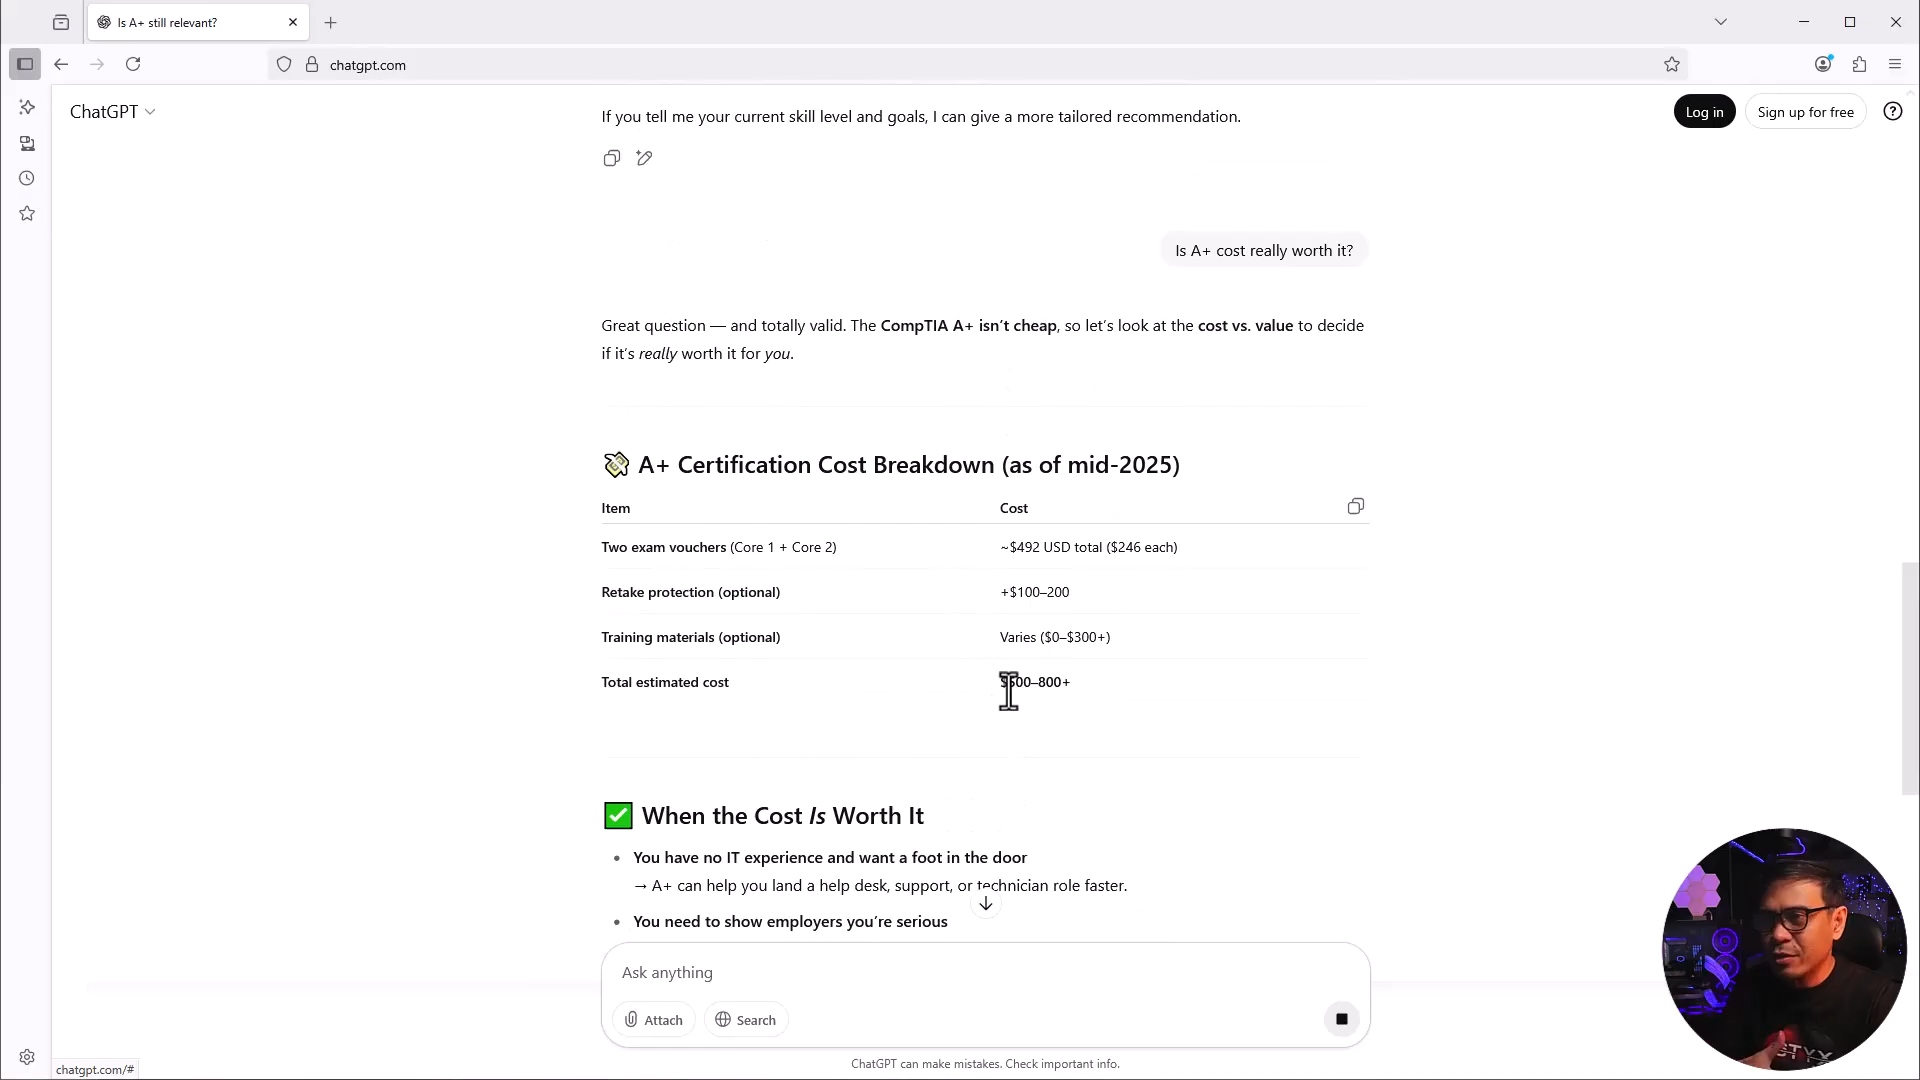 Is A+ still relevant?
chatgpt.com
ChatGPT
Log in
Sign up for free
If you tell me your current skill level and goals, I can give a more tailored recommendation.
Is A+ cost really worth it?
Great question — and totally valid. The CompTIA A+ isn't cheap, so let's look at the cost vs. value to decide
if it's really worth it for you.
💸 A+ Certification Cost Breakdown (as of mid-2025)
Item Cost
Two exam vouchers (Core 1 + Core 2) ~$492 USD total ($246 each)
Retake protection (optional) +$100–200
Training materials (optional) Varies ($0–$300+)
Total estimated cost
✅ When the Cost Is Worth It
• You have no IT experience and want a foot in the door
→ A+ can help you land a help desk, support, or technician role faster.
• You need to show employers you're serious
Ask anything
Attach
Search
ChatGPT can make mistakes. Check important info.
chatgpt.com/#